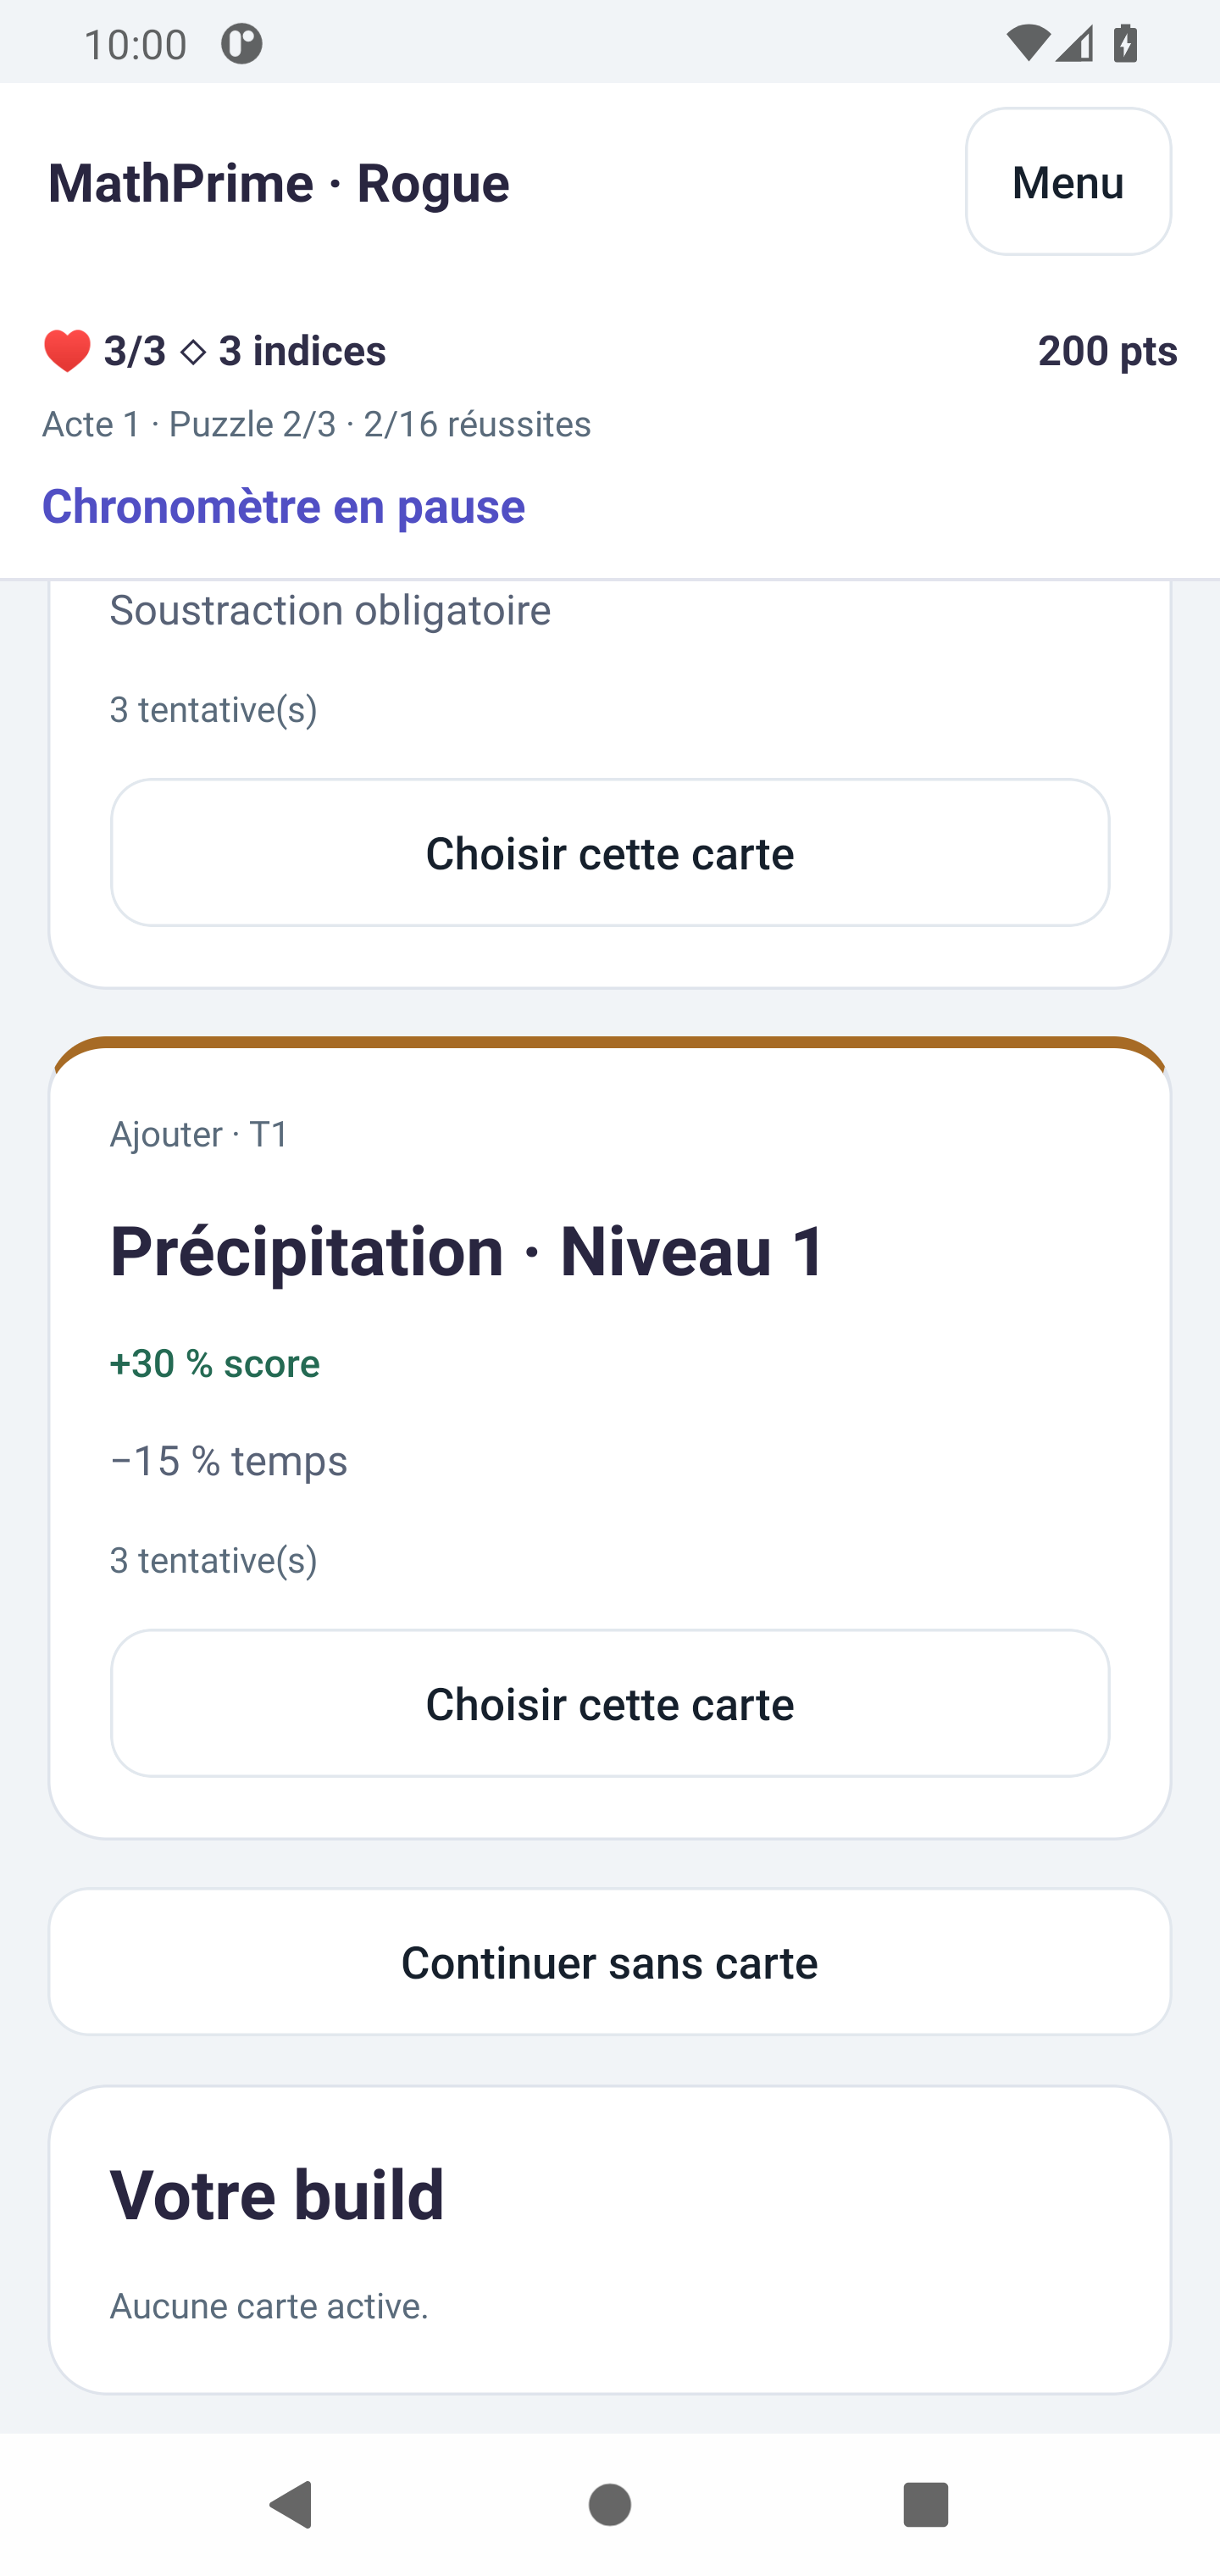 10:00
MathPrime · Rogue
Menu
❤️ 3/3 ◇ 3 indices
200 pts
Acte 1 · Puzzle 2/3 · 2/16 réussites
Chronomètre en pause
Soustraction obligatoire
3 tentative(s)
Choisir cette carte
Ajouter · T1
Précipitation · Niveau 1
+30 % score
−15 % temps
3 tentative(s)
Choisir cette carte
Continuer sans carte
Votre build
Aucune carte active.